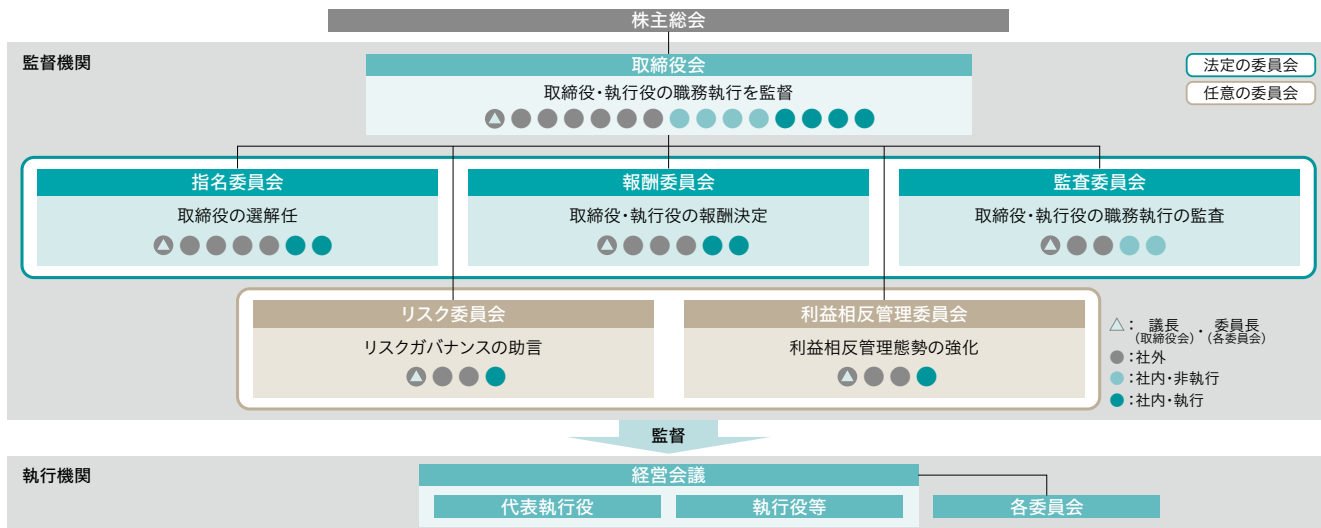 株主総会
監督機関
取締役会
取締役・執行役の職務執行を監督
法定の委員会
任意の委員会
指名委員会
取締役の選解任
報酬委員会
取締役・執行役の報酬決定
監査委員会
取締役・執行役の職務執行の監査
リスク委員会
リスクガバナンスの助言
利益相反管理委員会
利益相反管理態勢の強化
△： 議長(取締役会)・委員長(各委員会)
●：社外
●：社内・非執行
●：社内・執行
監督
執行機関
経営会議
代表執行役
執行役等
各委員会